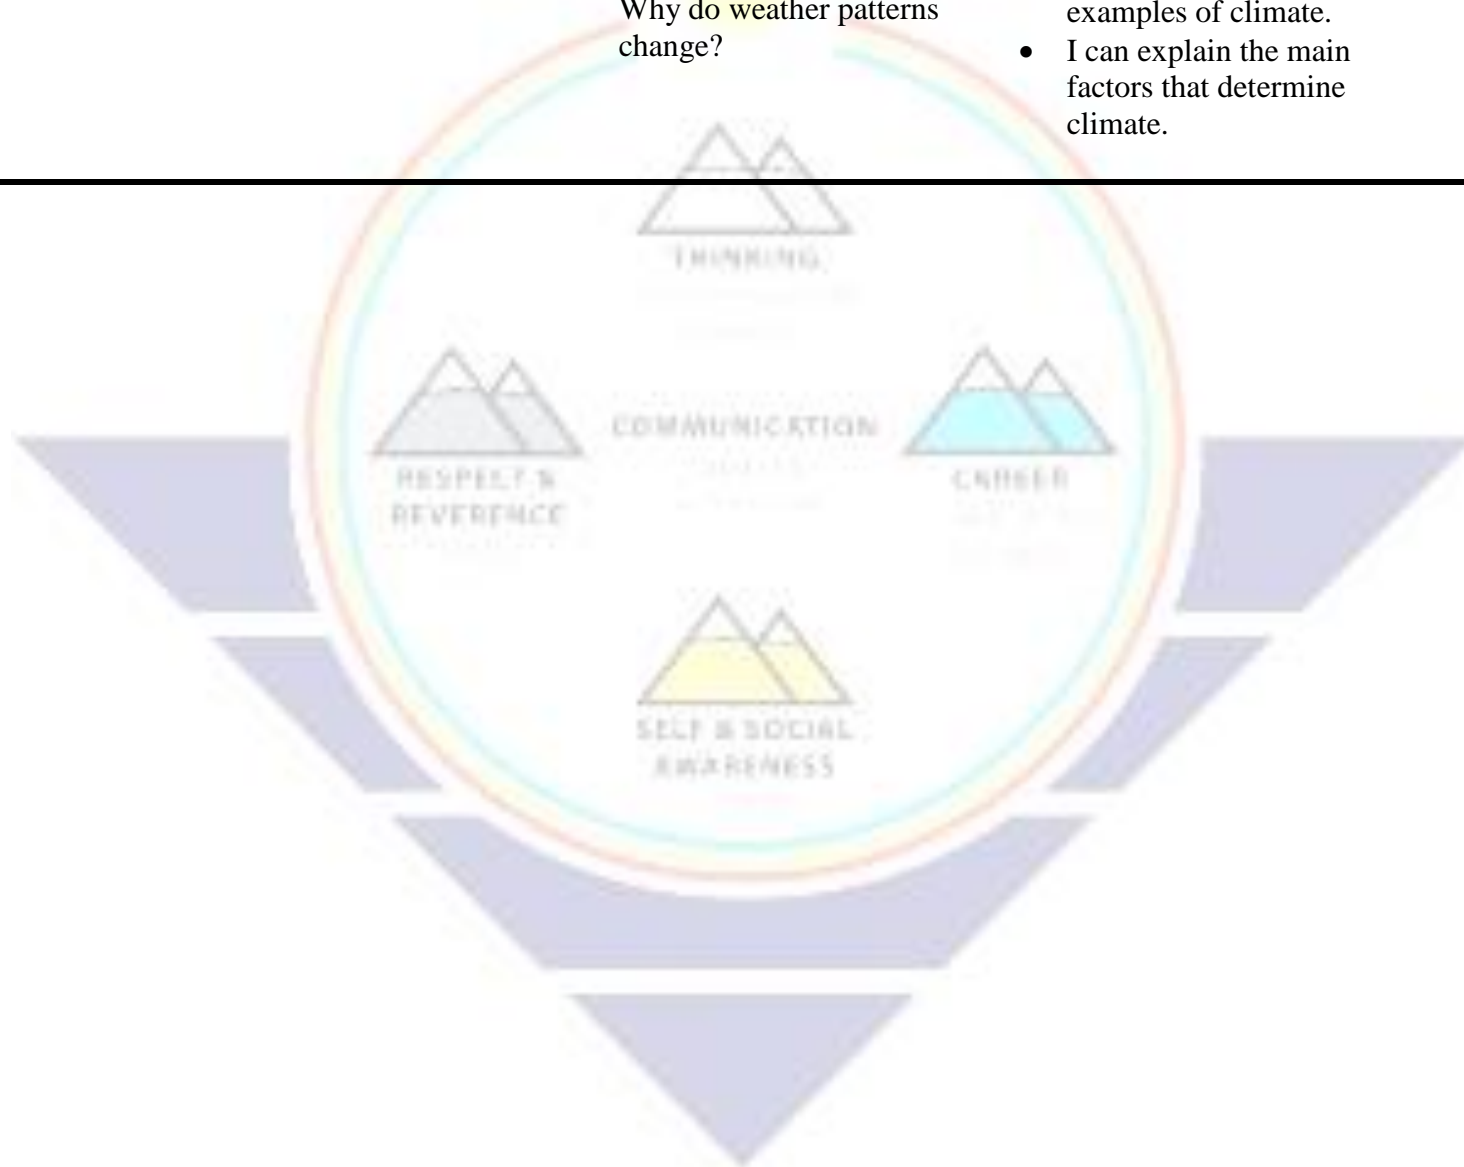 Why do weather patterns
change?
examples of climate.
• I can explain the main
factors that determine
climate.
THINKING
RESPECT &
REVERENCE
COMMUNICATION
CAREER
SELF & SOCIAL
AWARENESS